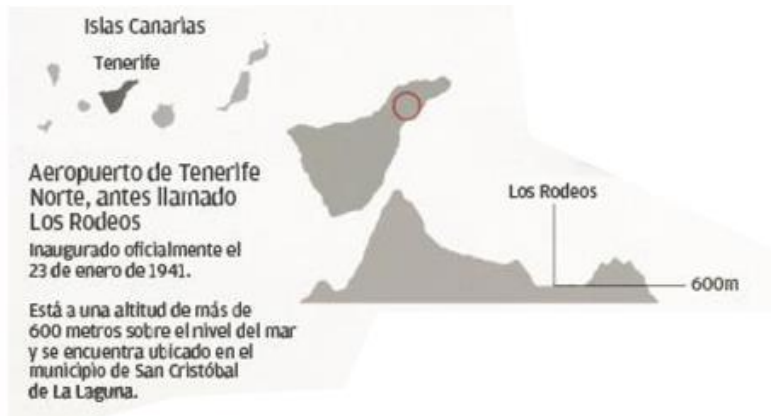 Islas Canarias
Tenerife
Aeropuerto de Tenerife
Norte, antes llamado
Los Rodeos
Inaugurado oficialmente el
23 de enero de 1941.
Está a una altitud de más de
600 metros sobre el nivel del mar
y se encuentra ubicado en el
municipio de San Cristóbal
de La Laguna.
Los Rodeos
600m